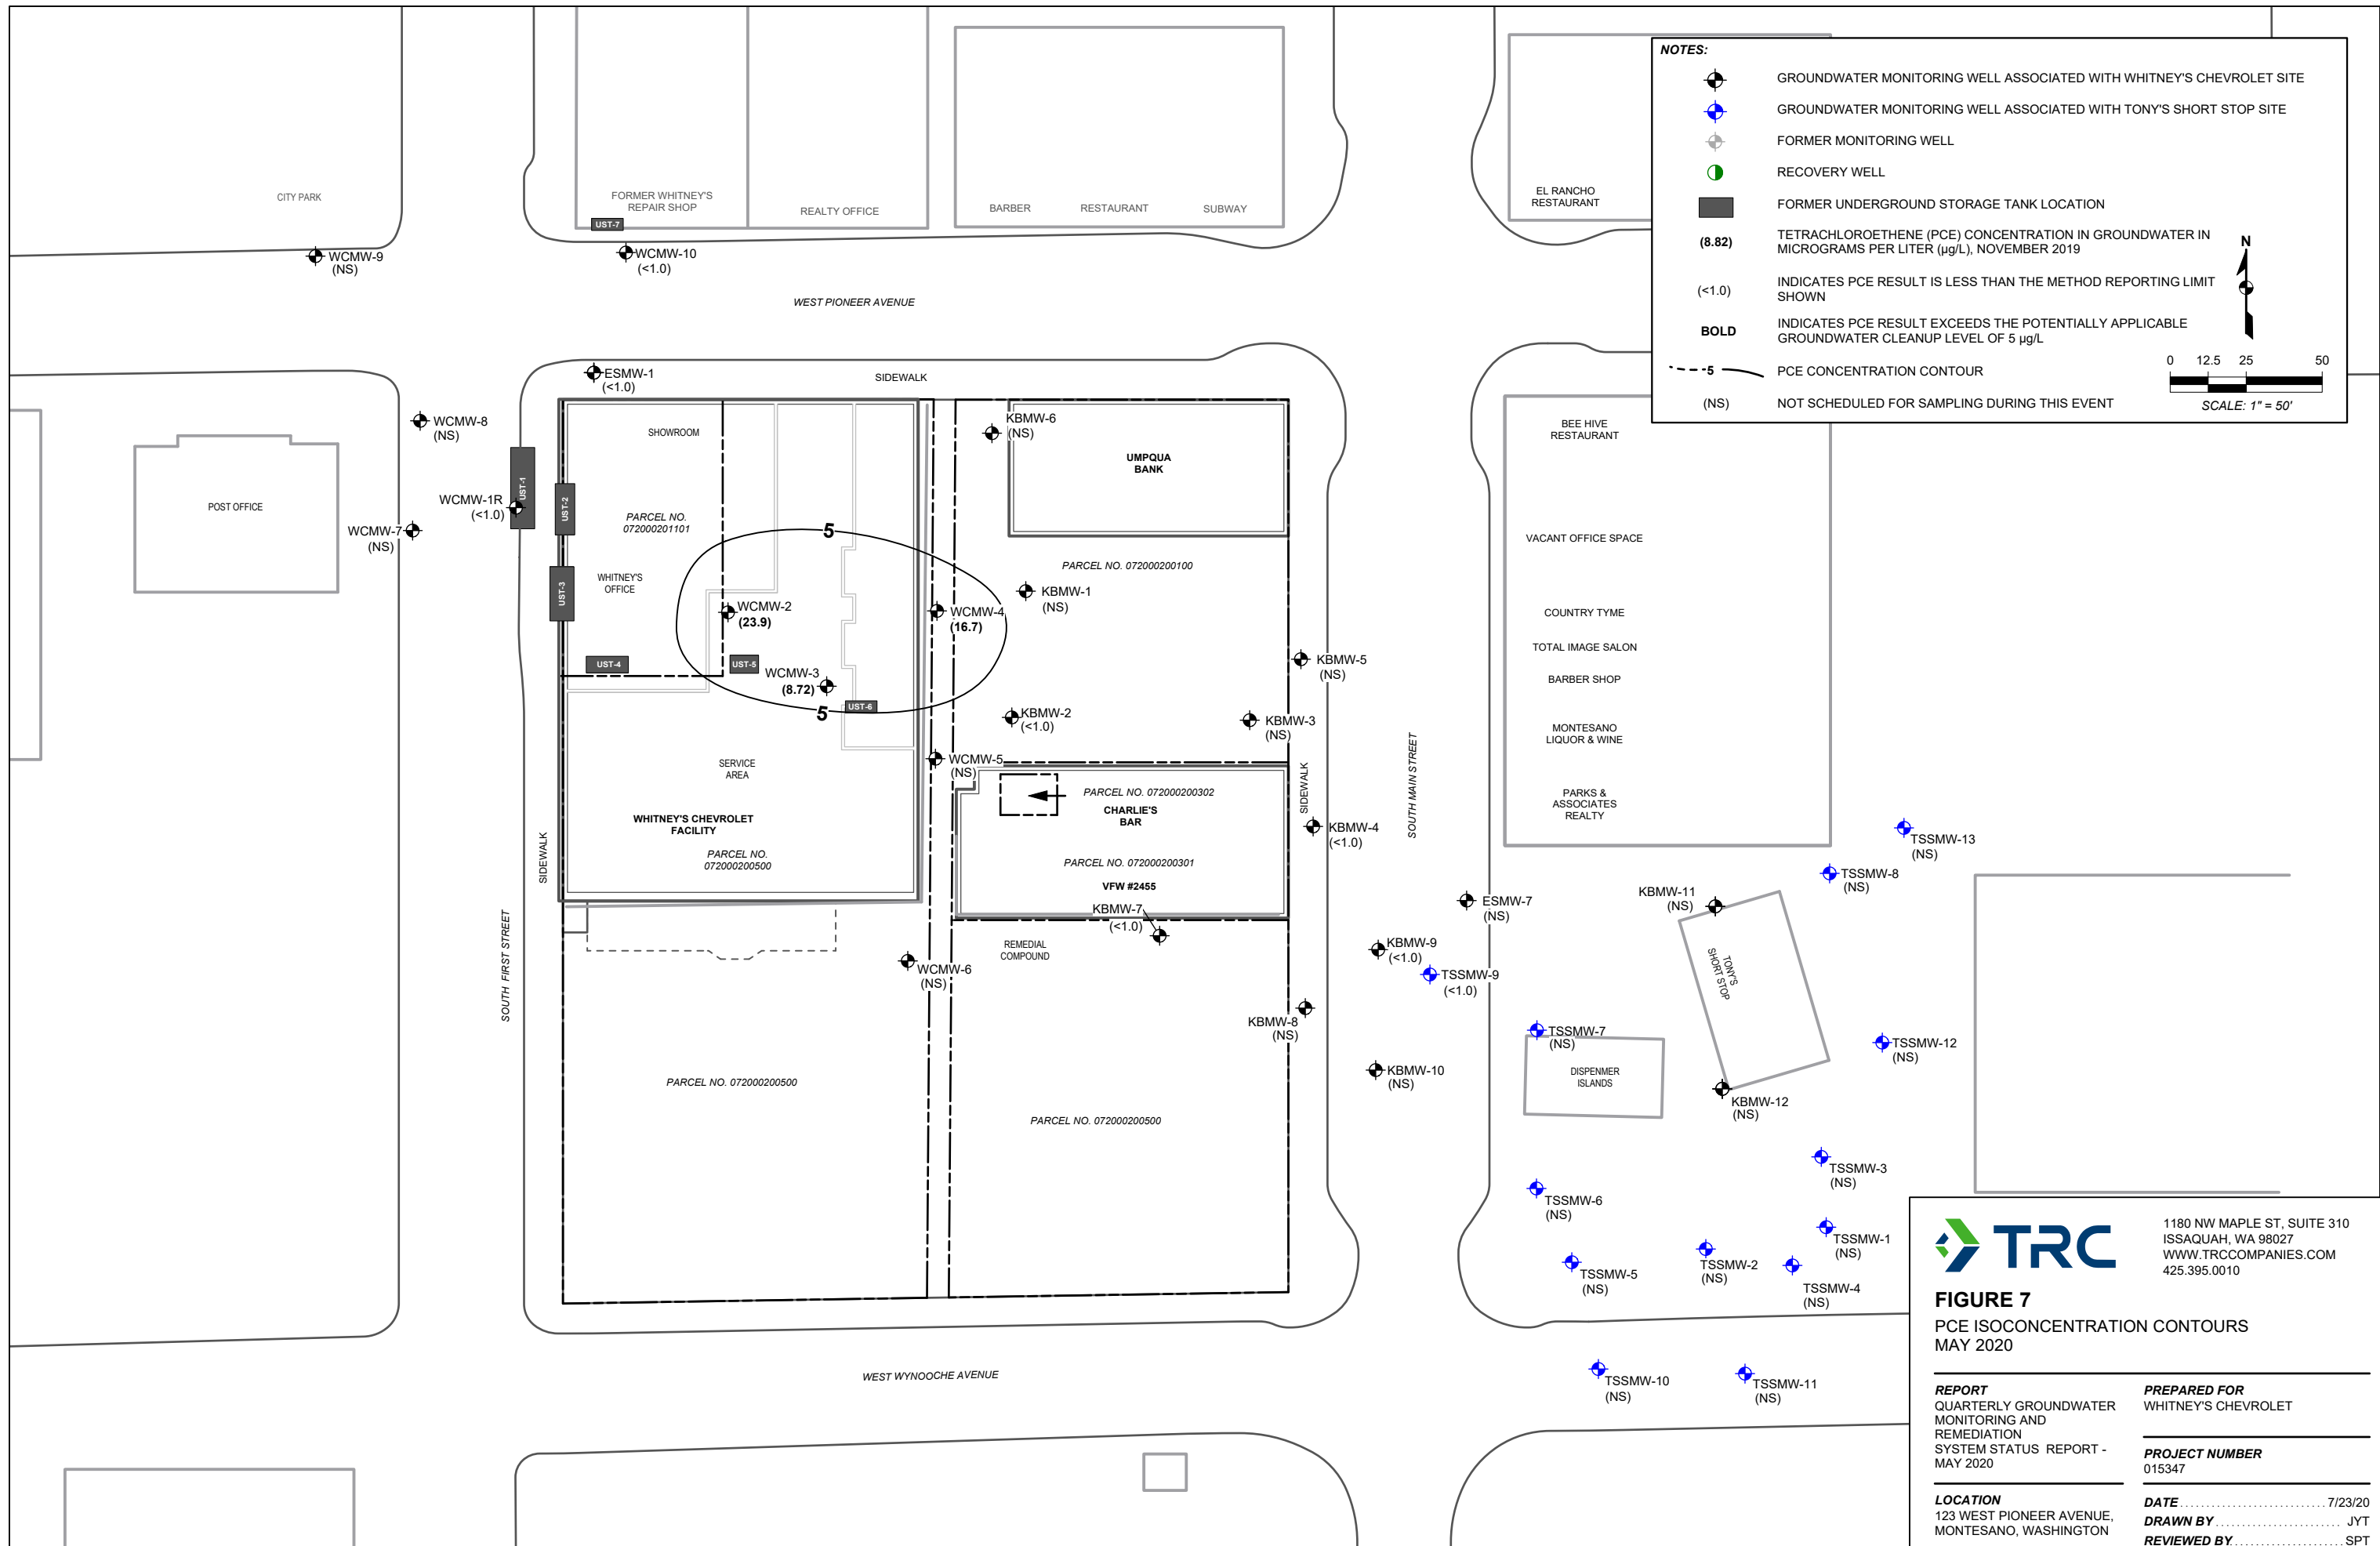 NOTES:
GROUNDWATER MONITORING WELL ASSOCIATED WITH WHITNEY'S CHEVROLET SITE
GROUNDWATER MONITORING WELL ASSOCIATED WITH TONY'S SHORT STOP SITE
FORMER MONITORING WELL
RECOVERY WELL
FORMER UNDERGROUND STORAGE TANK LOCATION
(8.82)
TETRACHLOROETHENE (PCE) CONCENTRATION IN GROUNDWATER IN
MICROGRAMS PER LITER (µg/L), NOVEMBER 2019
(<1.0)
INDICATES PCE RESULT IS LESS THAN THE METHOD REPORTING LIMIT
SHOWN
BOLD
INDICATES PCE RESULT EXCEEDS THE POTENTIALLY APPLICABLE
GROUNDWATER CLEANUP LEVEL OF 5 µg/L
5
PCE CONCENTRATION CONTOUR
(NS)
NOT SCHEDULED FOR SAMPLING DURING THIS EVENT
N
0 12.5 25 50
SCALE: 1" = 50'
CITY PARK
FORMER WHITNEY'S
REPAIR SHOP
UST-7
REALTY OFFICE
BARBER
RESTAURANT
SUBWAY
EL RANCHO
RESTAURANT
WCMW-9
(NS)
WCMW-10
(<1.0)
WEST PIONEER AVENUE
ESMW-1
(<1.0)
SIDEWALK
WCMW-8
(NS)
POST OFFICE
WCMW-1R
(<1.0)
WCMW-7
(NS)
UST-1
UST-2
UST-3
SHOWROOM
PARCEL NO.
072000201101
WHITNEY'S
OFFICE
UST-4
5
WCMW-2
(23.9)
UST-5
WCMW-3
(8.72)
UST-6
5
WCMW-4
(16.7)
KBMW-6
(NS)
UMPQUA
BANK
PARCEL NO. 072000200100
KBMW-1
(NS)
KBMW-5
(NS)
KBMW-2
(<1.0)
KBMW-3
(NS)
WCMW-5
(NS)
SERVICE
AREA
WHITNEY'S CHEVROLET
FACILITY
PARCEL NO.
072000200500
SIDEWALK
SOUTH FIRST STREET
PARCEL NO. 072000200302
CHARLIE'S
BAR
PARCEL NO. 072000200301
VFW #2455
KBMW-7
(<1.0)
REMEDIAL
COMPOUND
WCMW-6
(NS)
SIDEWALK
KBMW-4
(<1.0)
SOUTH MAIN STREET
BEE HIVE
RESTAURANT
VACANT OFFICE SPACE
COUNTRY TYME
TOTAL IMAGE SALON
BARBER SHOP
MONTESANO
LIQUOR & WINE
PARKS &
ASSOCIATES
REALTY
TSSMW-13
(NS)
TSSMW-8
(NS)
KBMW-11
(NS)
ESMW-7
(NS)
KBMW-9
(<1.0)
TSSMW-9
(<1.0)
TONY'S
SHORT STOP
KBMW-8
(NS)
TSSMW-7
(NS)
TSSMW-12
(NS)
KBMW-10
(NS)
DISPENMER
ISLANDS
KBMW-12
(NS)
PARCEL NO. 072000200500
PARCEL NO. 072000200500
TSSMW-3
(NS)
TSSMW-6
(NS)
TSSMW-1
(NS)
TSSMW-2
(NS)
TSSMW-5
(NS)
TSSMW-4
(NS)
WEST WYNOOCHE AVENUE
TSSMW-10
(NS)
TSSMW-11
(NS)
TRC
1180 NW MAPLE ST, SUITE 310
ISSAQUAH, WA 98027
WWW.TRCCOMPANIES.COM
425.395.0010
FIGURE 7
PCE ISOCONCENTRATION CONTOURS
MAY 2020
REPORT
QUARTERLY GROUNDWATER
MONITORING AND
REMEDIATION
SYSTEM STATUS REPORT -
MAY 2020
PREPARED FOR
WHITNEY'S CHEVROLET
PROJECT NUMBER
015347
LOCATION
123 WEST PIONEER AVENUE,
MONTESANO, WASHINGTON
DATE 7/23/20
DRAWN BY JYT
REVIEWED BY SPT